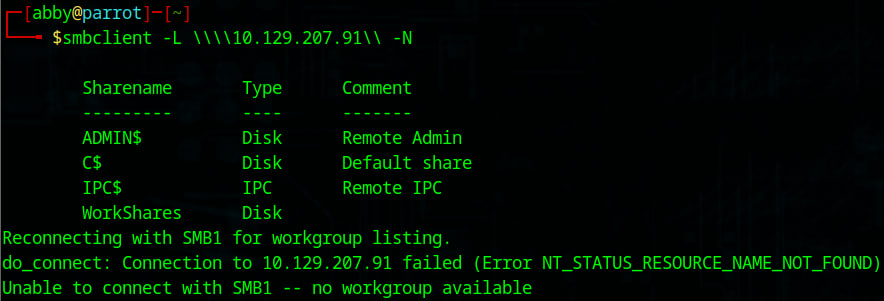 [abby@parrot]-[~]
$smbclient -L \\\\10.129.207.91\\ -N
Sharename Type Comment
--------- ---- -------
ADMIN$ Disk Remote Admin
C$ Disk Default share
IPC$ IPC Remote IPC
WorkShares Disk
Reconnecting with SMB1 for workgroup listing.
do_connect: Connection to 10.129.207.91 failed (Error NT_STATUS_RESOURCE_NAME_NOT_FOUND)
Unable to connect with SMB1 -- no workgroup available